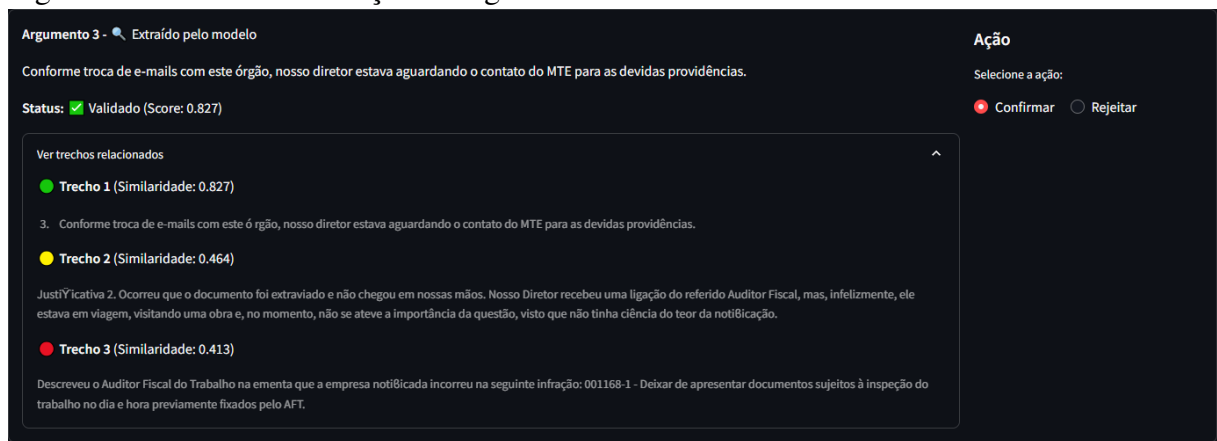 Argumento 3 - 🔍 Extraído pelo modelo
Conforme troca de e-mails com este órgão, nosso diretor estava aguardando o contato do MTE para as devidas providências.
Status: ✅ Validado (Score: 0.827)
Ver trechos relacionados
Trecho 1 (Similaridade: 0.827)
3. Conforme troca de e-mails com este ó rgão, nosso diretor estava aguardando o contato do MTE para as devidas providências.
Trecho 2 (Similaridade: 0.464)
JustiŸicativa 2. Ocorreu que o documento foi extraviado e não chegou em nossas mãos. Nosso Diretor recebeu uma ligação do referido Auditor Fiscal, mas, infelizmente, ele
estava em viagem, visitando uma obra e, no momento, não se ateve a importância da questão, visto que não tinha ciência do teor da notißicação.
Trecho 3 (Similaridade: 0.413)
Descreveu o Auditor Fiscal do Trabalho na ementa que a empresa notißicada incorreu na seguinte infração: 001168-1 - Deixar de apresentar documentos sujeitos à inspeção do
trabalho no dia e hora previamente fixados pelo AFT.
Ação
Selecione a ação:
Confirmar
Rejeitar